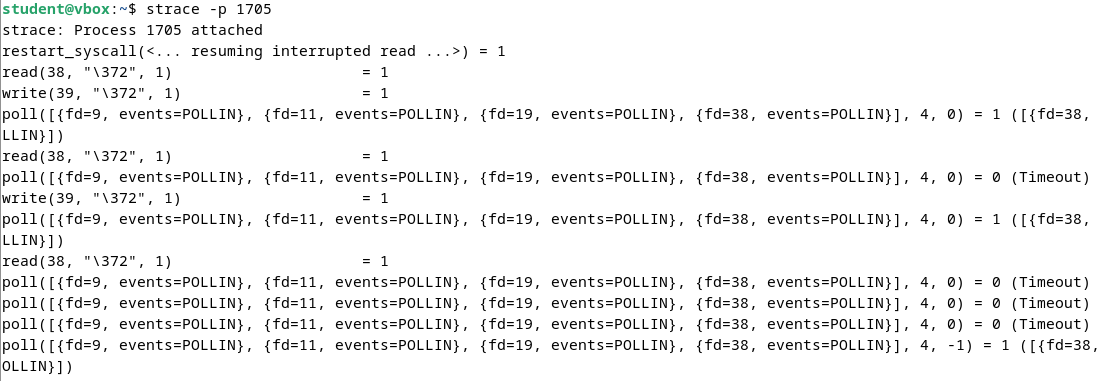 student@vbox:~$ strace -p 1705
strace: Process 1705 attached
restart_syscall(<... resuming interrupted read ...>) = 1
read(38, "\372", 1)                     = 1
write(39, "\372", 1)                    = 1
poll([{fd=9, events=POLLIN}, {fd=11, events=POLLIN}, {fd=19, events=POLLIN}, {fd=38, events=POLLIN}], 4, 0) = 1 ([{fd=38,
LLIN}])
read(38, "\372", 1)                     = 1
poll([{fd=9, events=POLLIN}, {fd=11, events=POLLIN}, {fd=19, events=POLLIN}, {fd=38, events=POLLIN}], 4, 0) = 0 (Timeout)
write(39, "\372", 1)                    = 1
poll([{fd=9, events=POLLIN}, {fd=11, events=POLLIN}, {fd=19, events=POLLIN}, {fd=38, events=POLLIN}], 4, 0) = 1 ([{fd=38,
LLIN}])
read(38, "\372", 1)                     = 1
poll([{fd=9, events=POLLIN}, {fd=11, events=POLLIN}, {fd=19, events=POLLIN}, {fd=38, events=POLLIN}], 4, 0) = 0 (Timeout)
poll([{fd=9, events=POLLIN}, {fd=11, events=POLLIN}, {fd=19, events=POLLIN}, {fd=38, events=POLLIN}], 4, 0) = 0 (Timeout)
poll([{fd=9, events=POLLIN}, {fd=11, events=POLLIN}, {fd=19, events=POLLIN}, {fd=38, events=POLLIN}], 4, 0) = 0 (Timeout)
poll([{fd=9, events=POLLIN}, {fd=11, events=POLLIN}, {fd=19, events=POLLIN}, {fd=38, events=POLLIN}], 4, -1) = 1 ([{fd=38,
OLLIN}])